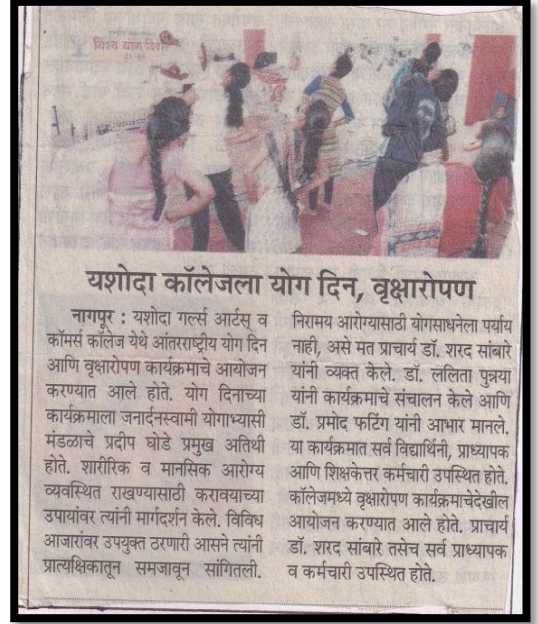 विश्व योग दिवस
यशोदा कॉलेजला योग दिन, वृक्षारोपण
नागपूर : यशोदा गर्ल्स आर्टस् व
कॉमर्स कॉलेज येथे आंतरराष्ट्रीय योग दिन
आणि वृक्षारोपण कार्यक्रमाचे आयोजन
करण्यात आले होते. योग दिनाच्या
कार्यक्रमाला जनार्दनस्वामी योगाभ्यासी
मंडळाचे प्रदीप घोडे प्रमुख अतिथी
होते. शारीरिक व मानसिक आरोग्य
व्यवस्थित राखण्यासाठी करावयाच्या
उपायांवर त्यांनी मार्गदर्शन केले. विविध
आजारांवर उपयुक्त ठरणारी आसने त्यांनी
प्रात्यक्षिकातून समजावून सांगितली.
निरामय आरोग्यासाठी योगसाधनेला पर्याय
नाही, असे मत प्राचार्य डॉ. शरद सांबारे
यांनी व्यक्त केले. डॉ. ललिता पुन्नया
यांनी कार्यक्रमाचे संचालन केले आणि
डॉ. प्रमोद फटिंग यांनी आभार मानले.
या कार्यक्रमात सर्व विद्यार्थिनी, प्राध्यापक
आणि शिक्षकेत्तर कर्मचारी उपस्थित होते.
कॉलेजमध्ये वृक्षारोपण कार्यक्रमाचेदेखील
आयोजन करण्यात आले होते. प्राचार्य
डॉ. शरद सांबारे तसेच सर्व प्राध्यापक
व कर्मचारी उपस्थित होते.